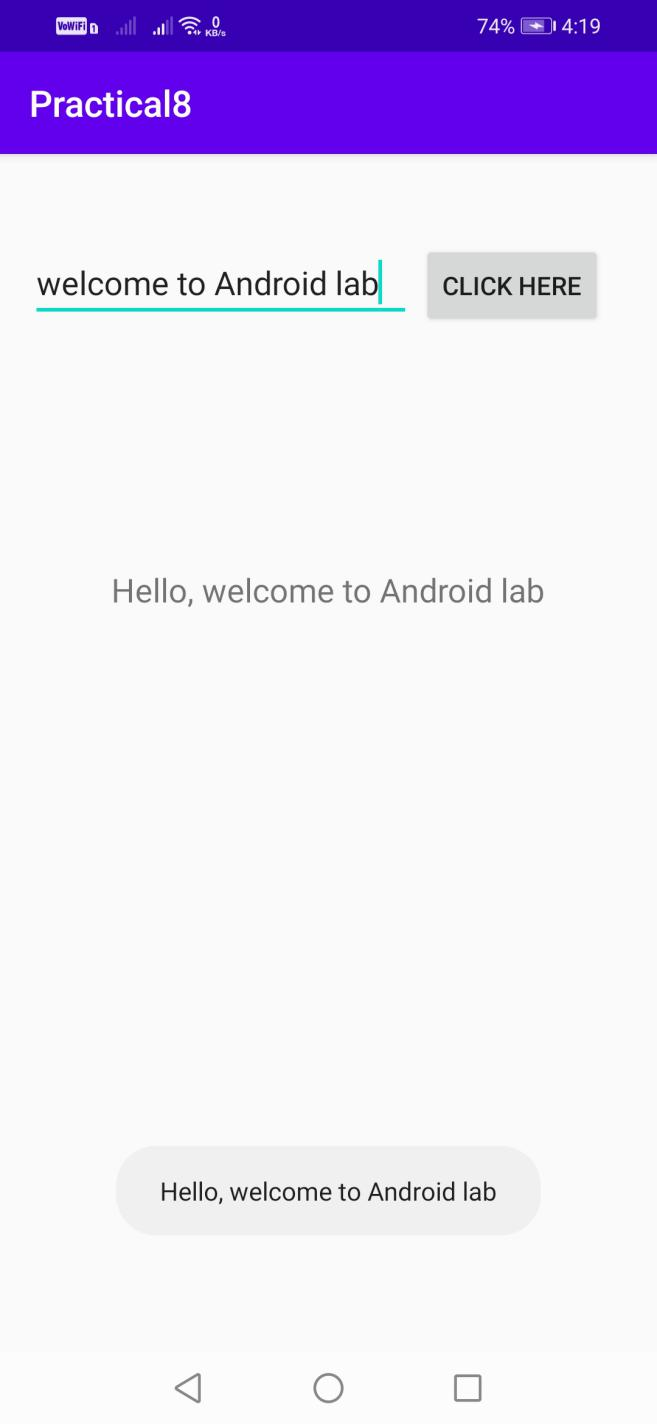 VoWiFi 1 0 KB/s 74% 4:19
Practical8
welcome to Android lab CLICK HERE
Hello, welcome to Android lab
Hello, welcome to Android lab